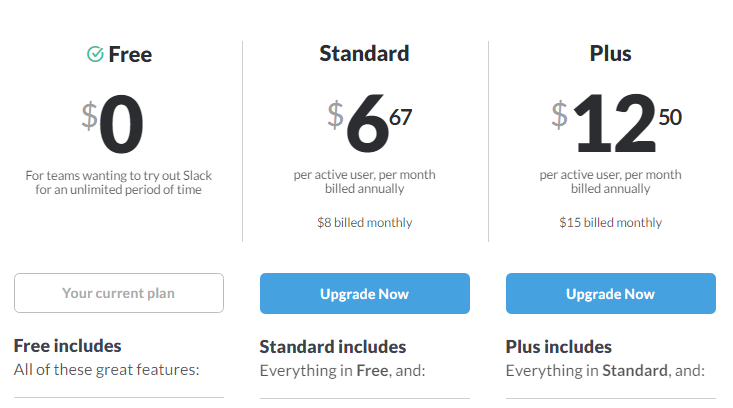 Free
$0
For teams wanting to try out Slack
for an unlimited period of time
Your current plan
Free includes
All of these great features:
Standard
$6 67
per active user, per month
billed annually
$8 billed monthly
Upgrade Now
Standard includes
Everything in Free, and:
Plus
$12 50
per active user, per month
billed annually
$15 billed monthly
Upgrade Now
Plus includes
Everything in Standard, and: